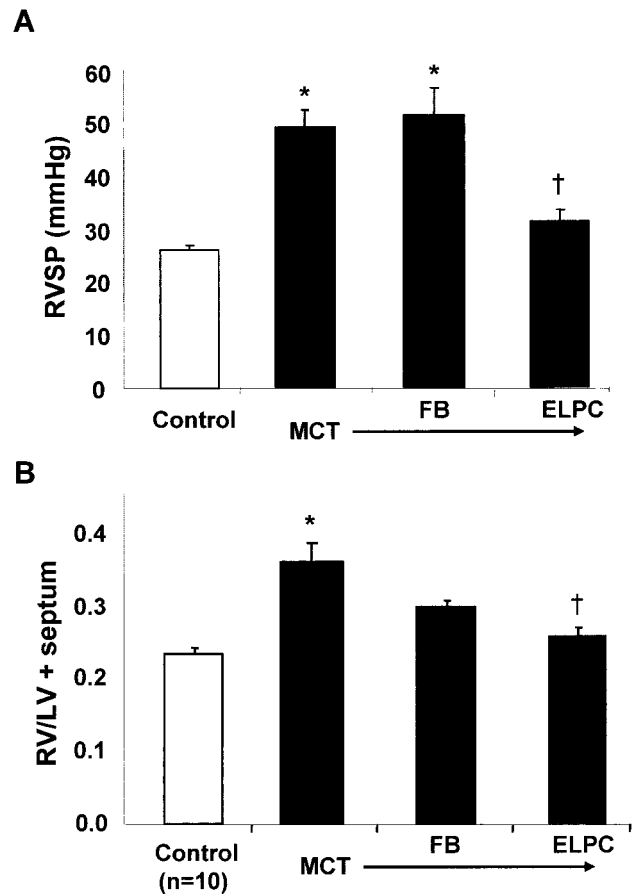 A
60
50
40
30
20
10
0
RVSP (mmHg)
*
*
†
Control
MCT
FB
ELPC
B
0.4
0.3
0.2
0.1
0.0
RV/LV + septum
*
†
Control
(n=10)
MCT
FB
ELPC